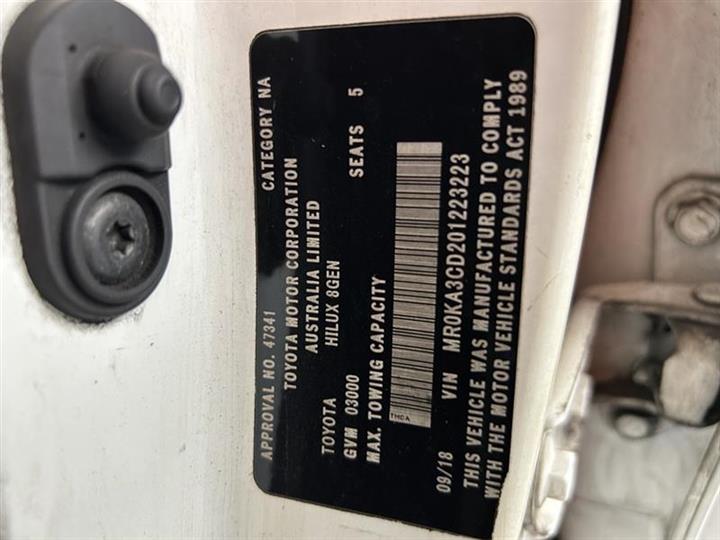 APPROVAL NO. 47341 CATEGORY NA
TOYOTA MOTOR CORPORATION
AUSTRALIA LIMITED
TOYOTA HILUX 8GEN
GVM 03000 SEATS 5
MAX. TOWING CAPACITY
TMCA
09/18 VIN MR0KA3CD201223223
THIS VEHICLE WAS MANUFACTURED TO COMPLY
WITH THE MOTOR VEHICLE STANDARDS ACT 1989